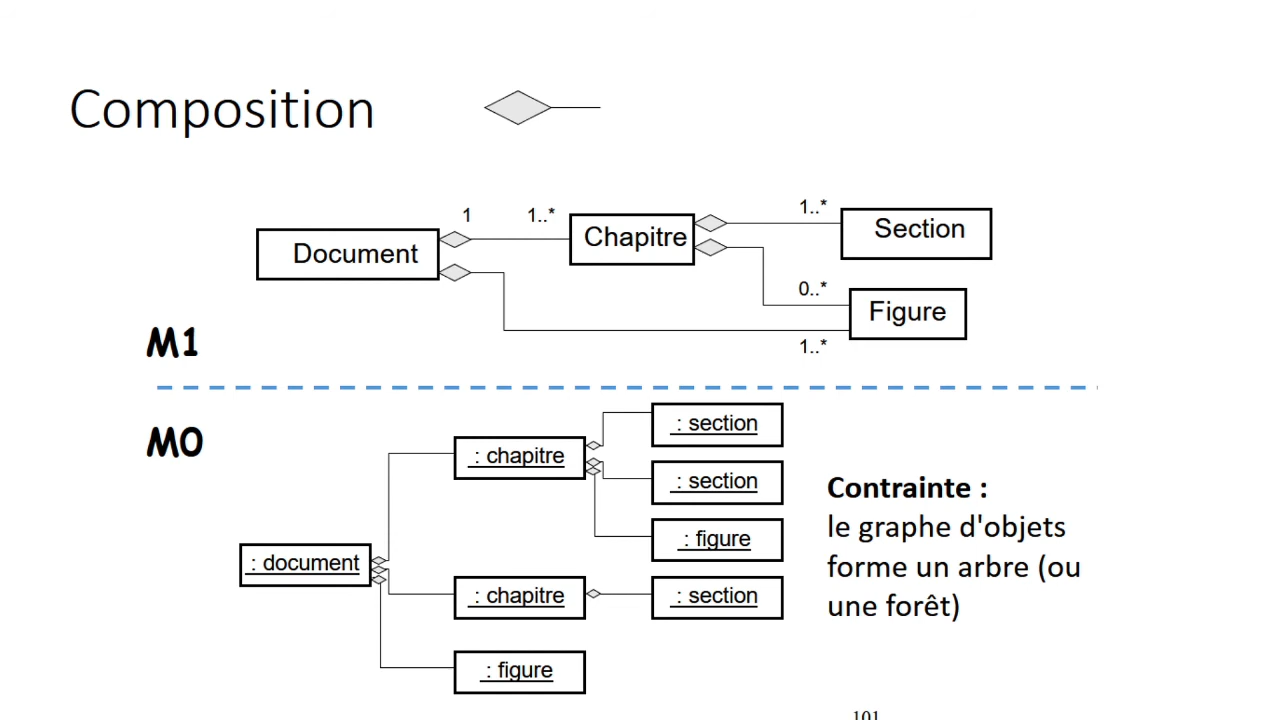 Composition
1
1..*
1..*
Document
Chapitre
Section
0..*
Figure
1..*
M1
M0
: section
: chapitre
: section
: figure
: document
: chapitre
: section
: figure
Contrainte :
le graphe d'objets
forme un arbre (ou
une forêt)
101